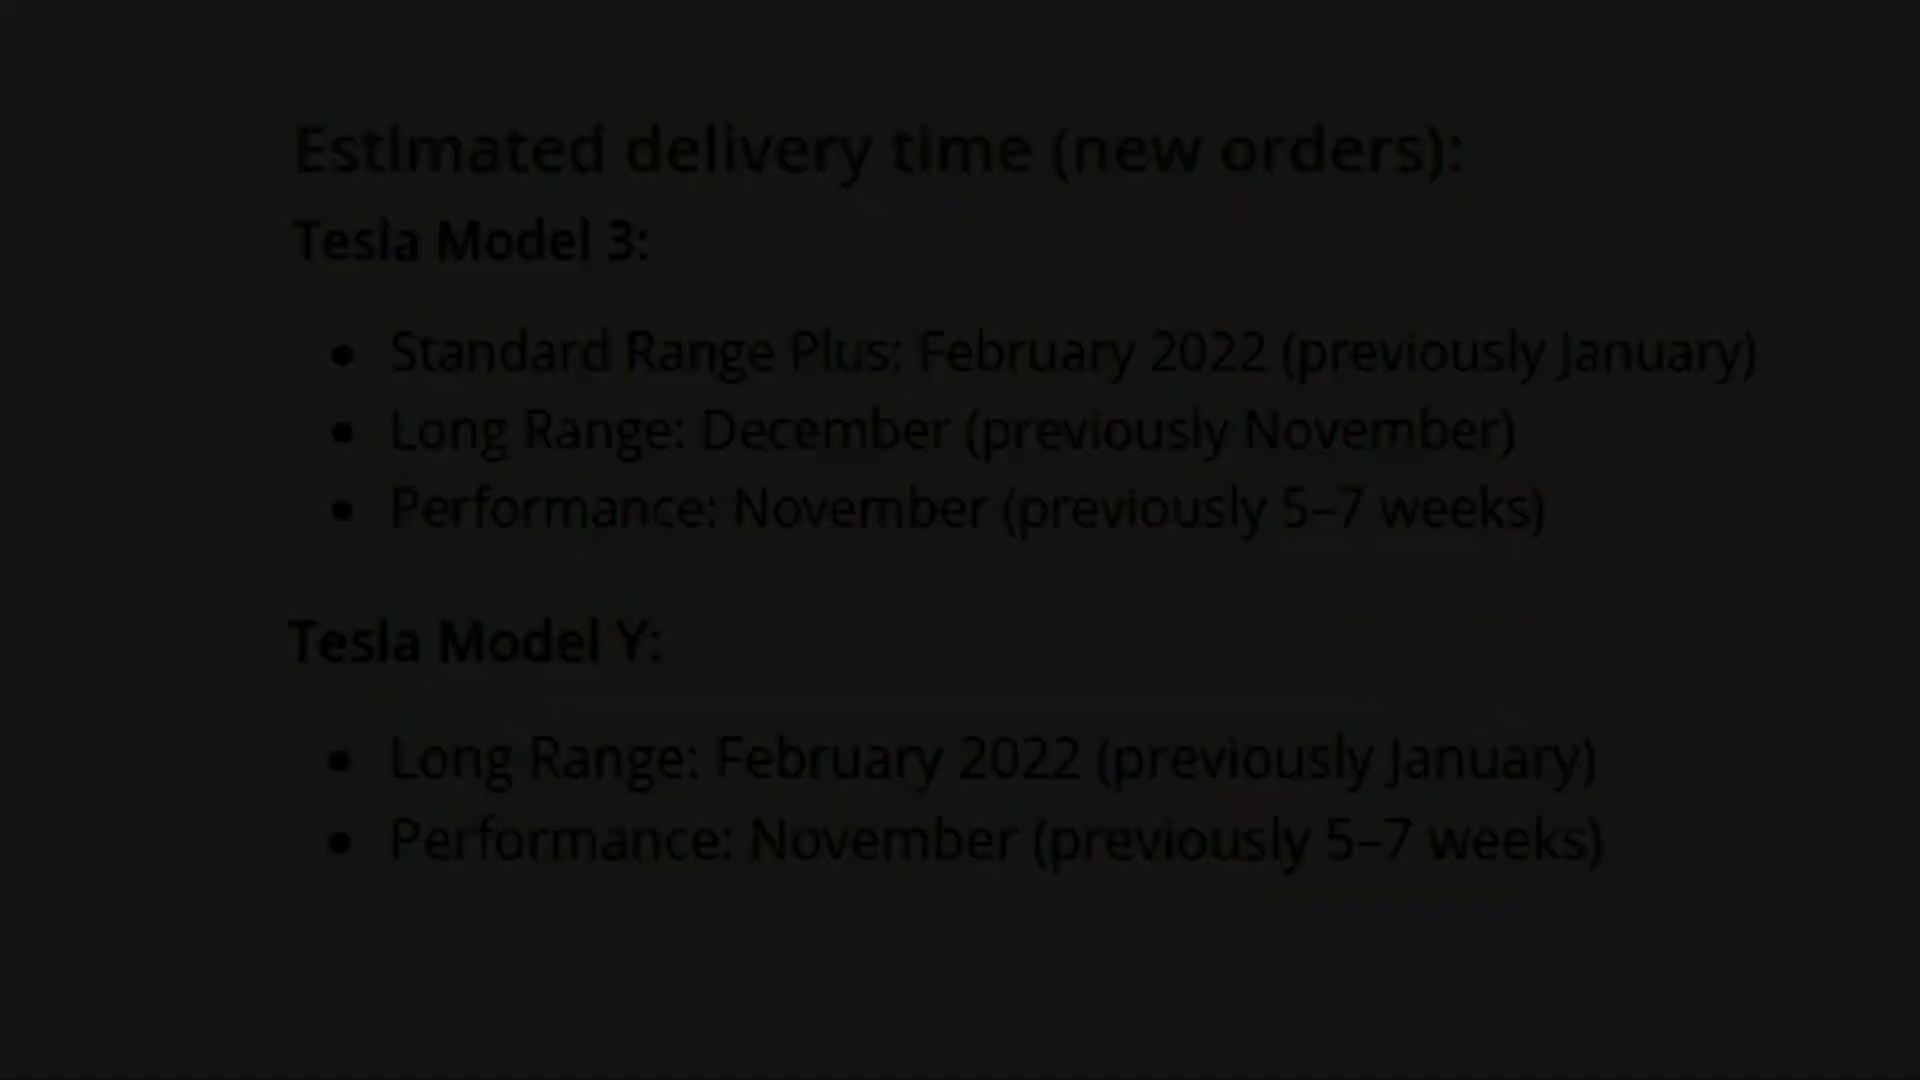 Estimated delivery time (new orders):
Tesla Model 3:
• Standard Range Plus: February 2022 (previously January)
• Long Range: December (previously November)
• Performance: November (previously 5–7 weeks)
Tesla Model Y:
• Long Range: February 2022 (previously January)
• Performance: November (previously 5–7 weeks)